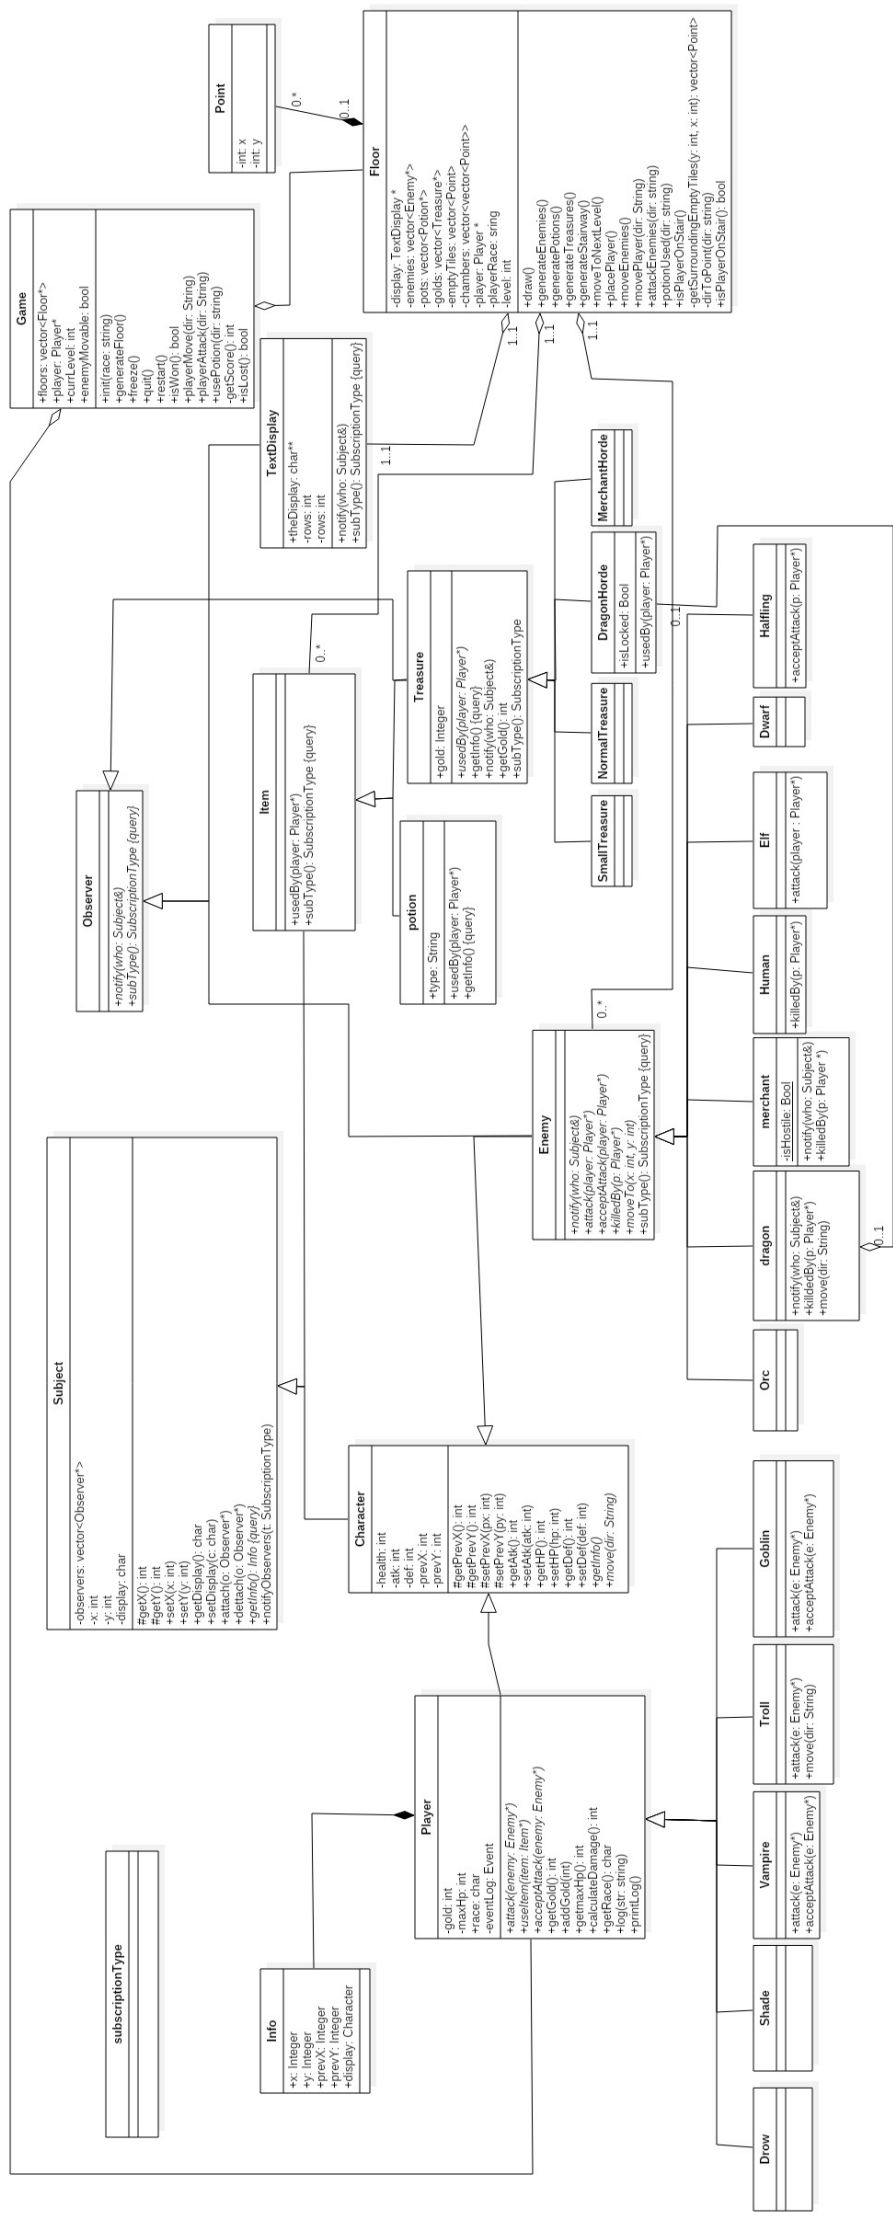 subscriptionType
Subject
-observers: vector<Observer*>
-x: int
-y: int
-display: char
#getX(): int
#getY(): int
+setX(x: int)
+setY(y: int)
+getDisplay(): char
+setDisplay(c: char)
+attach(o: Observer*)
+dettach(o: Observer*)
+getInfo(): Info {query}
+notifyObservers(t: SubscriptionType)
Observer
+notify(who: Subject&)
+subType(): SubscriptionType {query}
Game
+floors: vector<Floor*>
+player: Player*
+currLevel: int
+enemyMovable: bool
+init(race: string)
+generateFloor()
+freeze()
+quit()
+restart()
+isWon(): bool
+playerMove(dir: String)
+playerAttack(dir: String)
+usePotion(dir: string)
-getScore(): int
+isLost(): bool
Point
-int: x
-int: y
0..*
0..1
Info
+x: Integer
+y: Integer
+prevX: Integer
+prevY: Integer
+display: Character
Item
+usedBy(player: Player*)
+subType(): SubscriptionType {query}
0..*
TextDisplay
+theDisplay: char**
-rows: int
-rows: int
+notify(who: Subject&)
+subType(): SubscriptionType {query}
1..1
Floor
-display: TextDisplay *
-enemies: vector<Enemy*>
-pots: vector<Potion*>
-golds: vector<Treasure*>
-emptyTiles: vector<Point>
-chambers: vector<vector<Point>>
-player: Player *
-playerRace: sring
-level: int
-draw()
+generateEnemies()
+generatePotions()
+generateTreasures()
+generateStairway()
+moveToNextLevel()
+placePlayer()
+moveEnemies()
+movePlayer(dir: String)
+attackEnemies(dir: string)
+potionUsed(dir: string)
+isPlayerOnStair()
-getSurroundingEmptyTiles(y: int, x: int): vector<Point>
-dirToPoint(dir: string)
+isPlayerOnStair(): bool
1..1
1..1
1..1
Player
-gold: int
-maxHp: int
+race: char
-eventLog: Event
+attack(enemy: Enemy*)
+useItem(item: Item*)
+acceptAttack(enemy: Enemy*)
+getGold(): int
+addGold(int)
+getmaxHp(): int
+calculateDamage(): int
+getRace(): char
+log(str: string)
+printLog()
Character
-health: int
-atk: int
-def: int
-prevX: int
-prevY: int
#getPrevX(): int
#getPrevY(): int
#setPrevX(px: int)
#setPrevY(py: int)
+getAtk(): int
+setAtk(atk: int)
+getHP(): int
+setHP(hp: int)
+getDef(): int
+setDef(def: int)
+getInfo()
+move(dir: String)
potion
+type: String
+usedBy(player: Player*)
+getInfo() {query}
Treasure
+gold: Integer
+usedBy(player: Player*)
+getInfo() {query}
+notify(who: Subject&)
+getGold(): int
+subType(): SubscriptionType
Enemy
+notify(who: Subject&)
+attack(player: Player*)
+acceptAttack(player: Player*)
+killedBy(p: Player*)
+moveTo(x: int, y: int)
+subType(): SubscriptionType {query}
0..*
SmallTreasure
NormalTreasure
DragonHorde
+isLocked: Bool
+usedBy(player: Player*)
0..1
MerchantHorde
Drow
Shade
Vampire
+attack(e: Enemy*)
+acceptAttack(e: Enemy*)
Troll
+attack(e: Enemy*)
+move(dir: String)
Goblin
+attack(e: Enemy*)
+acceptAttack(e: Enemy*)
Orc
dragon
+notify(who: Subject&)
+killdedBy(p: Player*)
+move(dir: String)
0..1
merchant
-isHostile: Bool
+notify(who: Subject&)
+killedBy(p: Player *)
Human
+killedBy(p: Player*)
Elf
+attack(player : Player*)
Dwarf
Halfling
+acceptAttack(p: Player*)